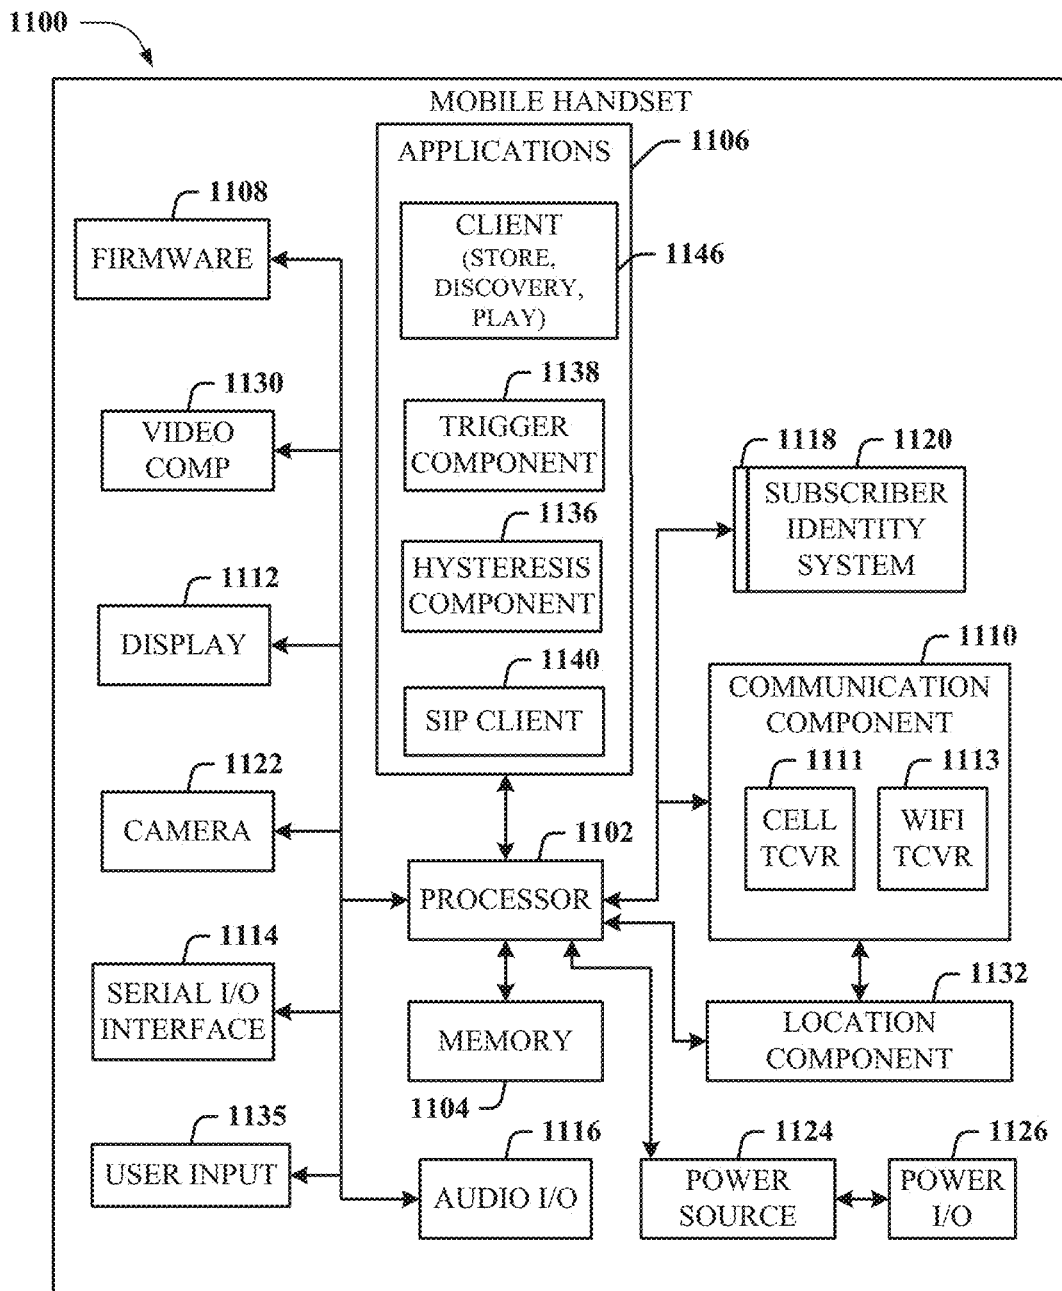 1100
MOBILE HANDSET
APPLICATIONS
1106
CLIENT
(STORE,
DISCOVERY,
PLAY)
1146
1138
TRIGGER
COMPONENT
1136
HYSTERESIS
COMPONENT
1140
SIP CLIENT
1108
FIRMWARE
1130
VIDEO
COMP
1112
DISPLAY
1122
CAMERA
1114
SERIAL I/O
INTERFACE
1135
USER INPUT
1102
PROCESSOR
MEMORY
1104
1116
AUDIO I/O
1118
1120
SUBSCRIBER
IDENTITY
SYSTEM
1110
COMMUNICATION
COMPONENT
1111
CELL
TCVR
1113
WIFI
TCVR
1132
LOCATION
COMPONENT
1124
POWER
SOURCE
1126
POWER
I/O